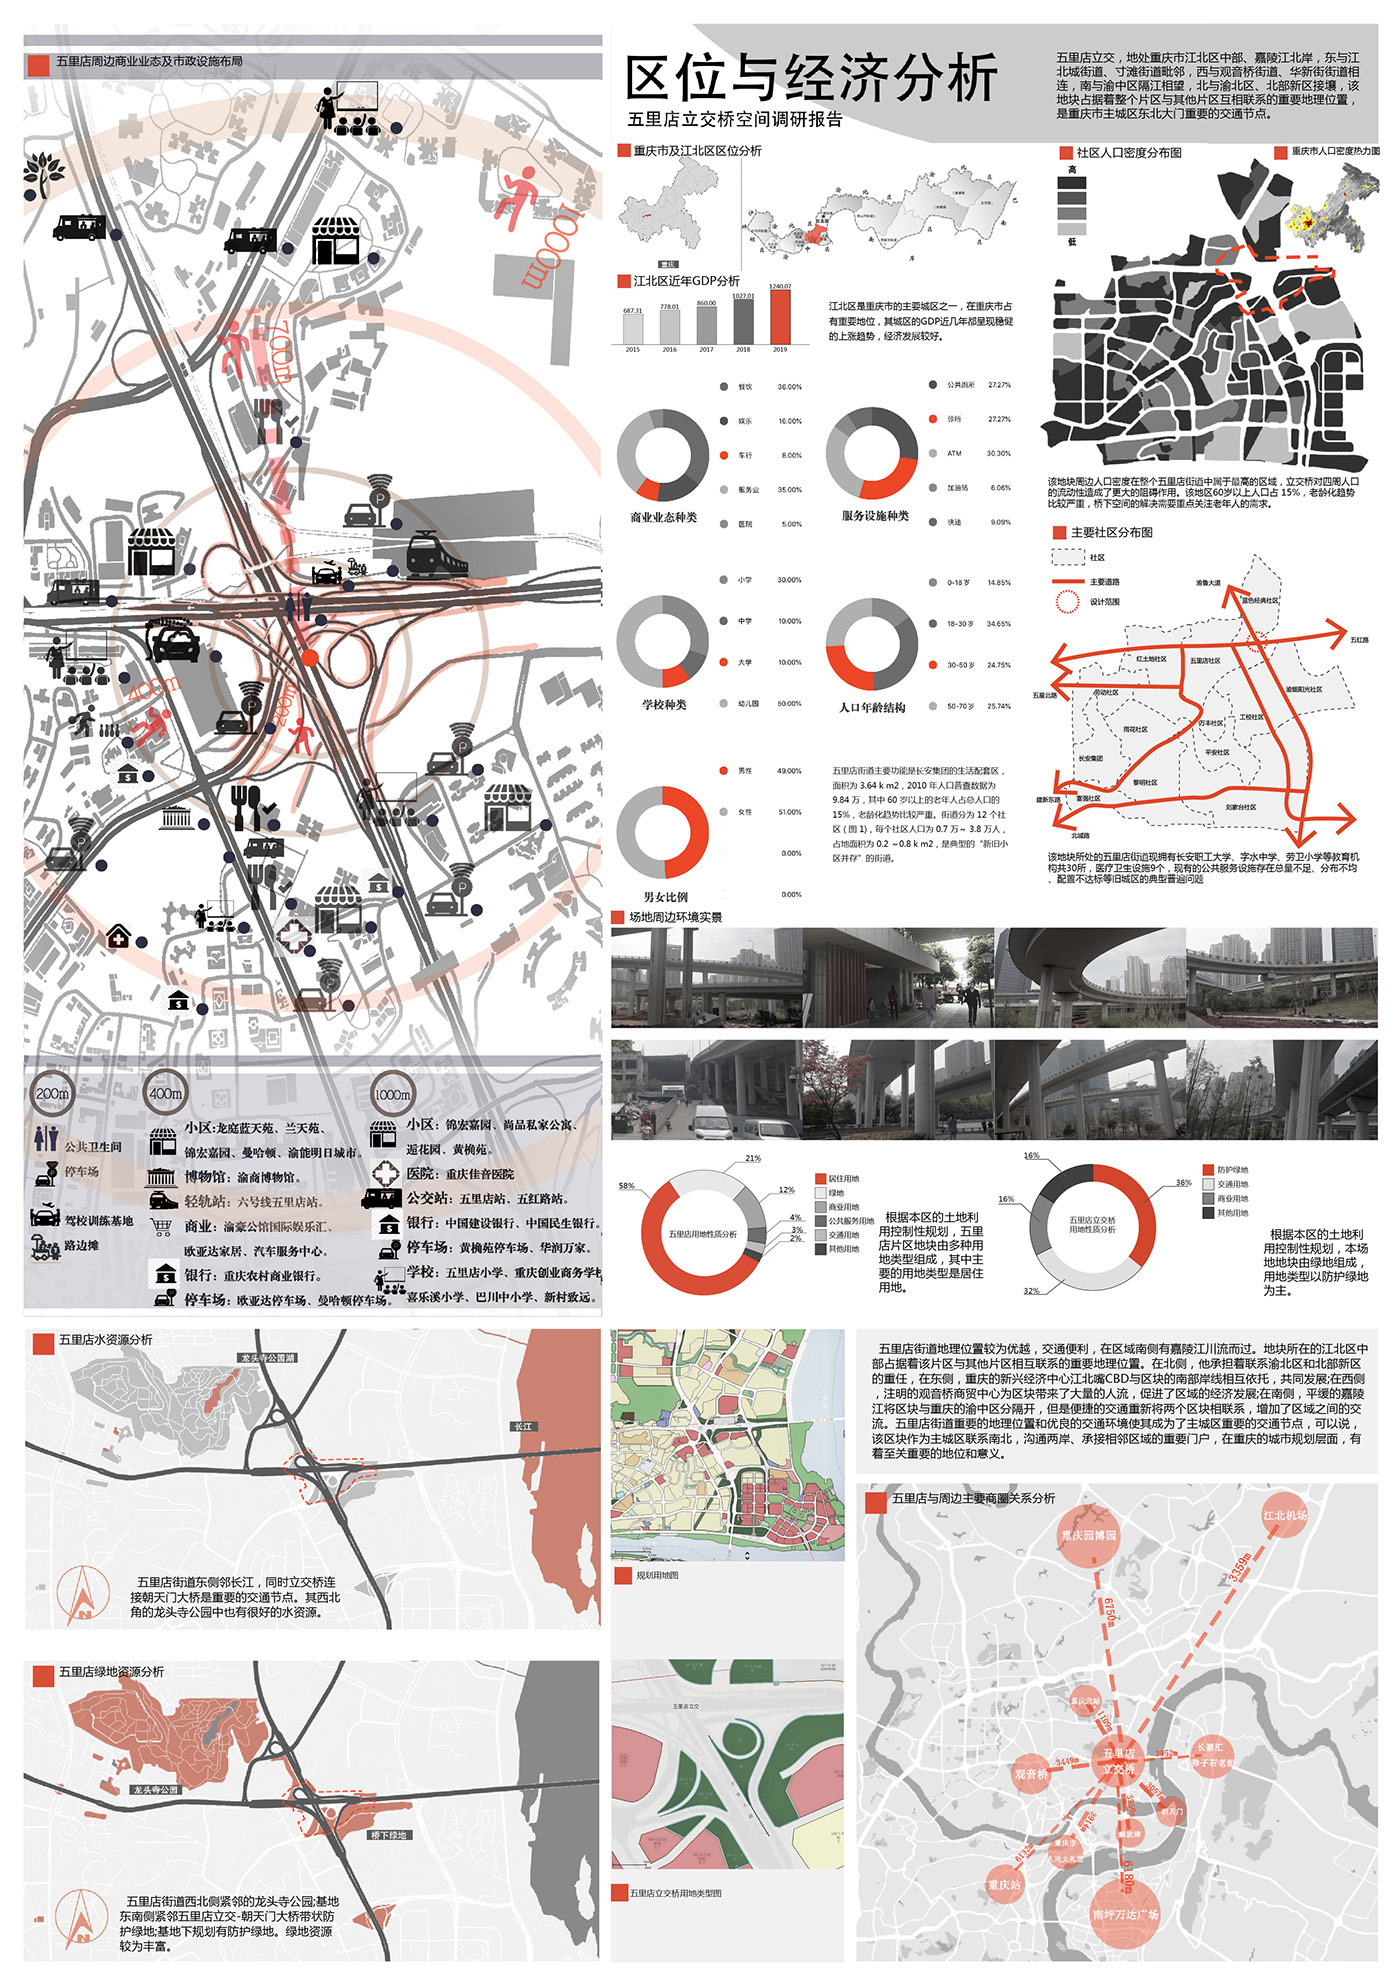 五里店周边商业业态及市政设施布局
1000m
700m
400m
200m
200m
公共卫生间
停车场
驾校训练基地
路边摊
400m
小区:龙庭蓝天苑、兰天苑、
锦宏嘉园、曼哈顿、渝能明日城市。
博物馆:渝商博物馆。
轻轨站:六号线五里店站。
商业:渝豪公馆国际娱乐汇、
欧亚达家居、汽车服务中心。
银行:重庆农村商业银行。
停车场:欧亚达停车场、曼哈顿停车场。
1000m
小区:锦宏嘉园、尚品私家公寓、
遥花园、黄桷苑。
医院:重庆佳音医院
公交站:五里店站、五红路站。
银行:中国建设银行、中国民生银行。
停车场:黄桷苑停车场、华润万家。
学校:五里店小学、重庆创业商务学校
喜乐溪小学、巴川中小学、新村致远。
区位与经济分析
五里店立交桥空间调研报告
五里店立交，地处重庆市江北区中部、嘉陵江北岸，东与江
北城街道、寸滩街道毗邻，西与观音桥街道、华新街街道相
连，南与渝中区隔江相望，北与渝北区、北部新区接壤，该
地块占据着整个片区与其他片区互相联系的重要地理位置，
是重庆市主城区东北大门重要的交通节点。
重庆市及江北区区位分析
重庆
江北区近年GDP分析
687.31
778.01
860.00
1027.01
1240.07
2015
2016
2017
2018
2019
江北区是重庆市的主要城区之一，在重庆市占
有重要地位，其城区的GDP近几年都呈现稳健
的上涨趋势，经济发展较好。
餐饮 36.00%
娱乐 16.00%
车行 8.00%
服务业 35.00%
医院 5.00%
商业业态种类
公共厕所 27.27%
诊所 27.27%
ATM 30.30%
加油站 6.06%
快递 9.09%
服务设施种类
小学 30.00%
中学 10.00%
大学 10.00%
幼儿园 50.00%
学校种类
0-18岁 14.85%
18-30岁 34.65%
30-50岁 24.75%
50-70岁 25.74%
人口年龄结构
男性 49.00%
女性 51.00%
0.00%
0.00%
男女比例
五里店街道主要功能是长安集团的生活配套区，
面积为 3.64 k m2，2010 年人口普查数据为
9.84 万，其中 60 岁以上的老年人占总人口的
15%，老龄化趋势比较严重。街道分为 12 个社
区 ( 图 1)，每个社区人口为 0.7 万~ 3.8 万人，
占地面积为 0.2 ~0.8 k m2，是典型的“新旧小
区并存”的街道。
社区人口密度分布图
高
低
重庆市人口密度热力图
该地块周边人口密度在整个五里店街道中属于最高的区域，立交桥对四周人口
的流动性造成了更大的阻碍作用。该地区60岁以上人口占 15%，老龄化趋势
比较严重，桥下空间的解决需要重点关注老年人的需求。
主要社区分布图
社区
主要道路
设计范围
渝鲁大道
蓝色经典社区
五红路
红土地社区
五里店社区
五星北路
劳动社区
渝能阳光社区
雨花社区
万丰社区
工校社区
长安集团
平安社区
黎明社区
建新东路
富强社区
刘家台社区
北城路
该地块所处的五里店街道现拥有长安职工大学、字水中学、劳卫小学等教育机
构共30所，医疗卫生设施9个，现有的公共服务设施存在总量不足、分布不均
、配置不达标等旧城区的典型普遍问题
场地周边环境实景
58%
21%
12%
4%
3%
2%
五里店用地性质分析
居住用地
绿地
商业用地
公共服务用地
交通用地
其他用地
根据本区的土地利
用控制性规划，五里
店片区地块由多种用
地类型组成，其中主
要的用地类型是居住
用地。
16%
36%
16%
32%
五里店立交桥
用地性质分析
防护绿地
交通用地
商业用地
其他用地
根据本区的土地利
用控制性规划，本场
地地块由绿地组成，
用地类型以防护绿地
为主。
五里店水资源分析
龙头寺公园湖
长江
五里店街道东侧邻长江，同时立交桥连
接朝天门大桥是重要的交通节点。其西北
角的龙头寺公园中也有很好的水资源。
N
五里店绿地资源分析
龙头寺公园
桥下绿地
五里店街道西北侧紧邻的龙头寺公园;基地
东南侧紧邻五里店立交-朝天门大桥带状防
护绿地;基地下规划有防护绿地。绿地资源
较为丰富。
N
规划用地图
五里店立交
五里店立交桥用地类型图
五里店街道地理位置较为优越，交通便利，在区域南侧有嘉陵江川流而过。地块所在的江北区中
部占据着该片区与其他片区相互联系的重要地理位置。在北侧，他承担着联系渝北区和北部新区
的重任，在东侧，重庆的新兴经济中心江北嘴CBD与区块的南部岸线相互依托，共同发展;在西侧
，注明的观音桥商贸中心为区块带来了大量的人流，促进了区域的经济发展;在南侧，平缓的嘉陵
江将区块与重庆的渝中区分隔开，但是便捷的交通重新将两个区块相联系，增加了区域之间的交
流。五里店街道重要的地理位置和优良的交通环境使其成为了主城区重要的交通节点，可以说，
该区块作为主城区联系南北，沟通两岸、承接相邻区域的重要门户，在重庆的城市规划层面，有
着至关重要的地位和意义。
五里店与周边主要商圈关系分析
重庆园博园
江北机场
6750m
3359m
重庆北站
1109m
五里店
立交桥
长嘉汇
弹子石老街
3952m
3449m
观音桥
朝天门
解放碑
重庆市
人民大礼堂
6132m
重庆站
6180m
南坪万达广场